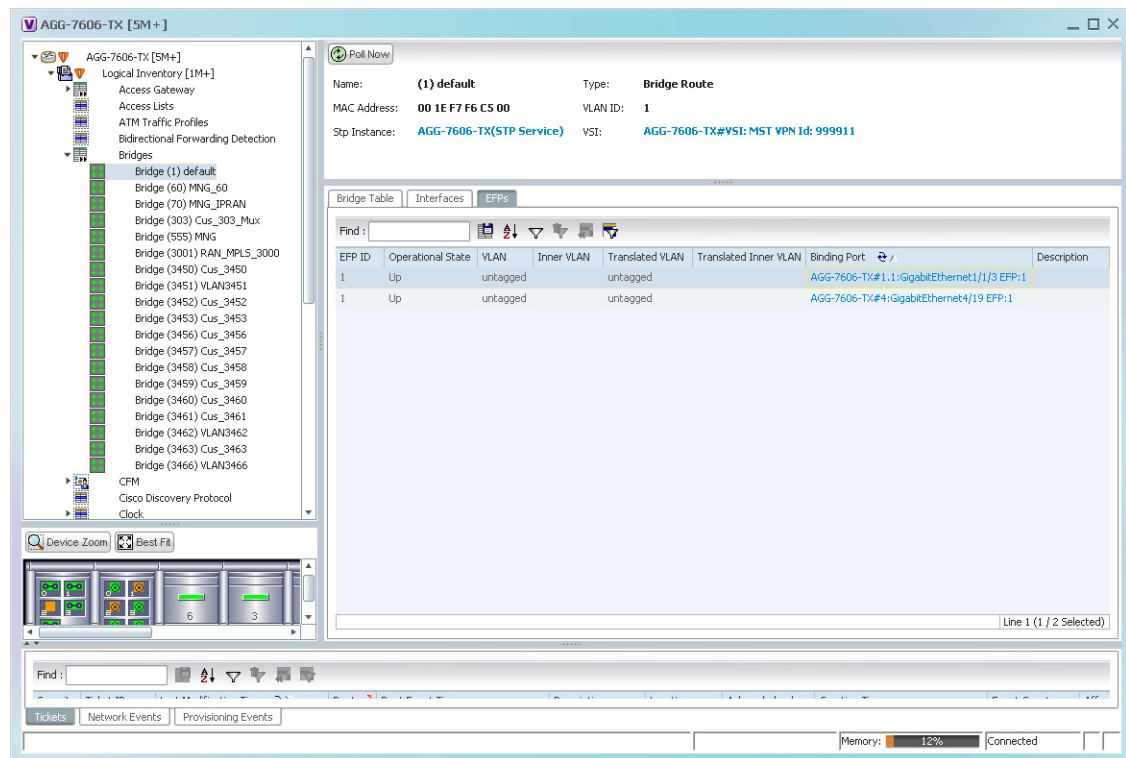 AGG-7606-TX [5M+]
AGG-7606-TX [5M+]
Logical Inventory [1M+]
Access Gateway
Access Lists
ATM Traffic Profiles
Bidirectional Forwarding Detection
Bridges
Bridge (1) default
Bridge (60) MNG_60
Bridge (70) MNG_IPRAN
Bridge (303) Cus_303_Mux
Bridge (555) MNG
Bridge (3001) RAN_MPLS_3000
Bridge (3450) Cus_3450
Bridge (3451) VLAN3451
Bridge (3452) Cus_3452
Bridge (3453) Cus_3453
Bridge (3456) Cus_3456
Bridge (3457) Cus_3457
Bridge (3458) Cus_3458
Bridge (3459) Cus_3459
Bridge (3460) Cus_3460
Bridge (3461) Cus_3461
Bridge (3462) VLAN3462
Bridge (3463) Cus_3463
Bridge (3466) VLAN3466
CFM
Cisco Discovery Protocol
Clock
Device Zoom Best Fit
6 3
Poll Now
Name: (1) default Type: Bridge Route
MAC Address: 00 1E F7 F6 C5 00 VLAN ID: 1
Stp Instance: AGG-7606-TX(STP Service) VSI: AGG-7606-TX#VSI: MST VPN Id: 999911
Bridge Table Interfaces EFPs
Find :
EFP ID Operational State VLAN Inner VLAN Translated VLAN Translated Inner VLAN Binding Port Description
1 Up untagged untagged AGG-7606-TX#1.1:GigabitEthernet1/1/3 EFP:1
1 Up untagged untagged AGG-7606-TX#4:GigabitEthernet4/19 EFP:1
Line 1 (1 / 2 Selected)
Find :
Tickets Network Events Provisioning Events
Memory: 12% Connected